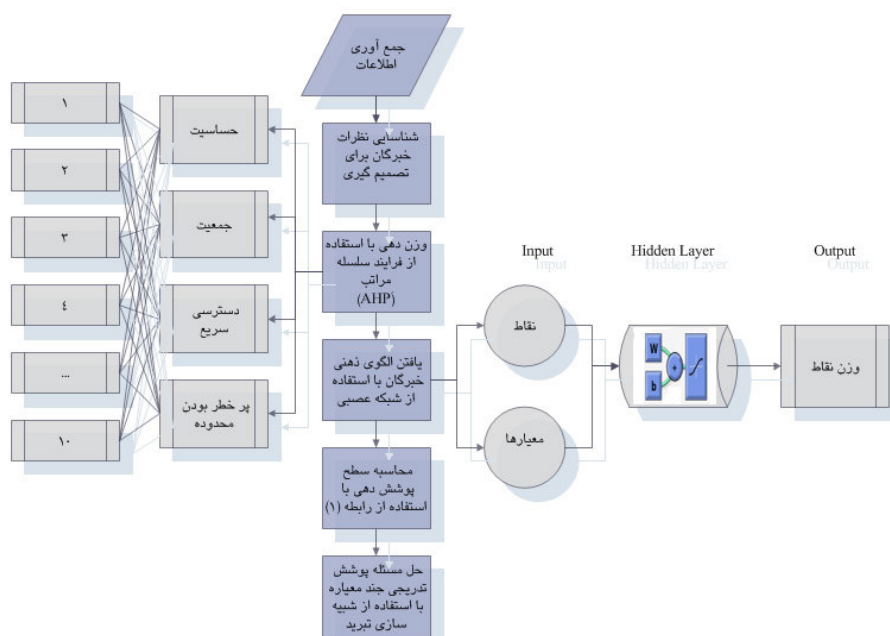 جمع آوری
اطلاعات
شناسایی نظرات
خبرگان برای
تصمیم گیری
وزن دهی با استفاده
از فرایند سلسله
مراتب
(AHP)
یافتن الگوی ذهنی
خبرگان با استفاده
از شبکه عصبی
محاسبه سطح
پوشش دهی با
استفاده از رابطه (۱)
حل مسئله پوشش
تدریجی جند معیاره
با استفاده از شبیه
سازی تبرید
حساسیت
جمعیت
دسترسی
سریع
پر خطر بودن
محدوده
۱
۲
۳
٤
...
۱۰
Input
نقاط
معیارها
Hidden Layer
W
b
+
Output
وزن نقاط